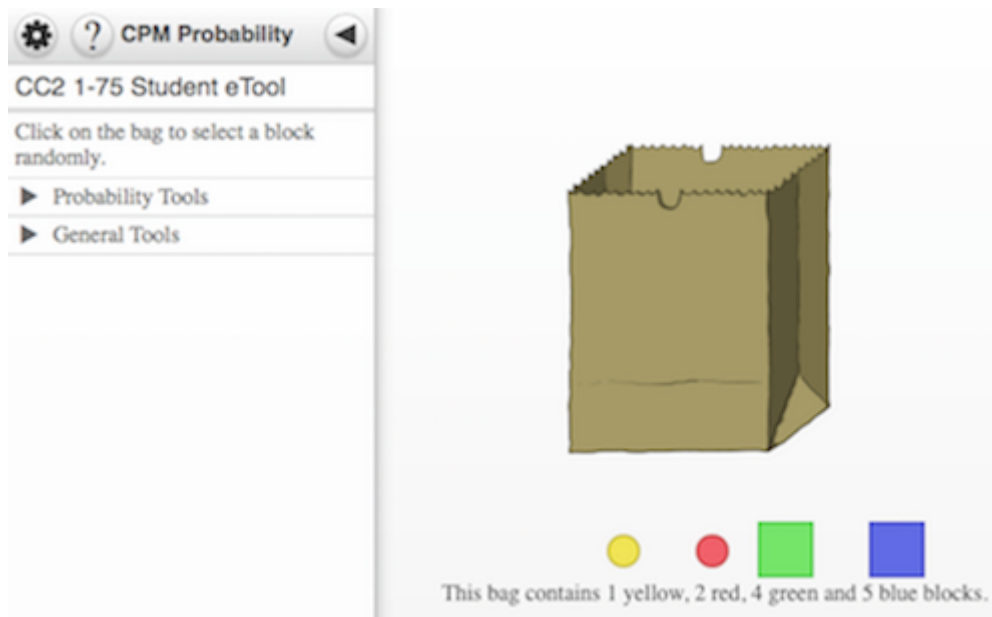 ? CPM Probability
CC2 1-75 Student eTool
Click on the bag to select a block
randomly.
Probability Tools
General Tools
This bag contains 1 yellow, 2 red, 4 green and 5 blue blocks.